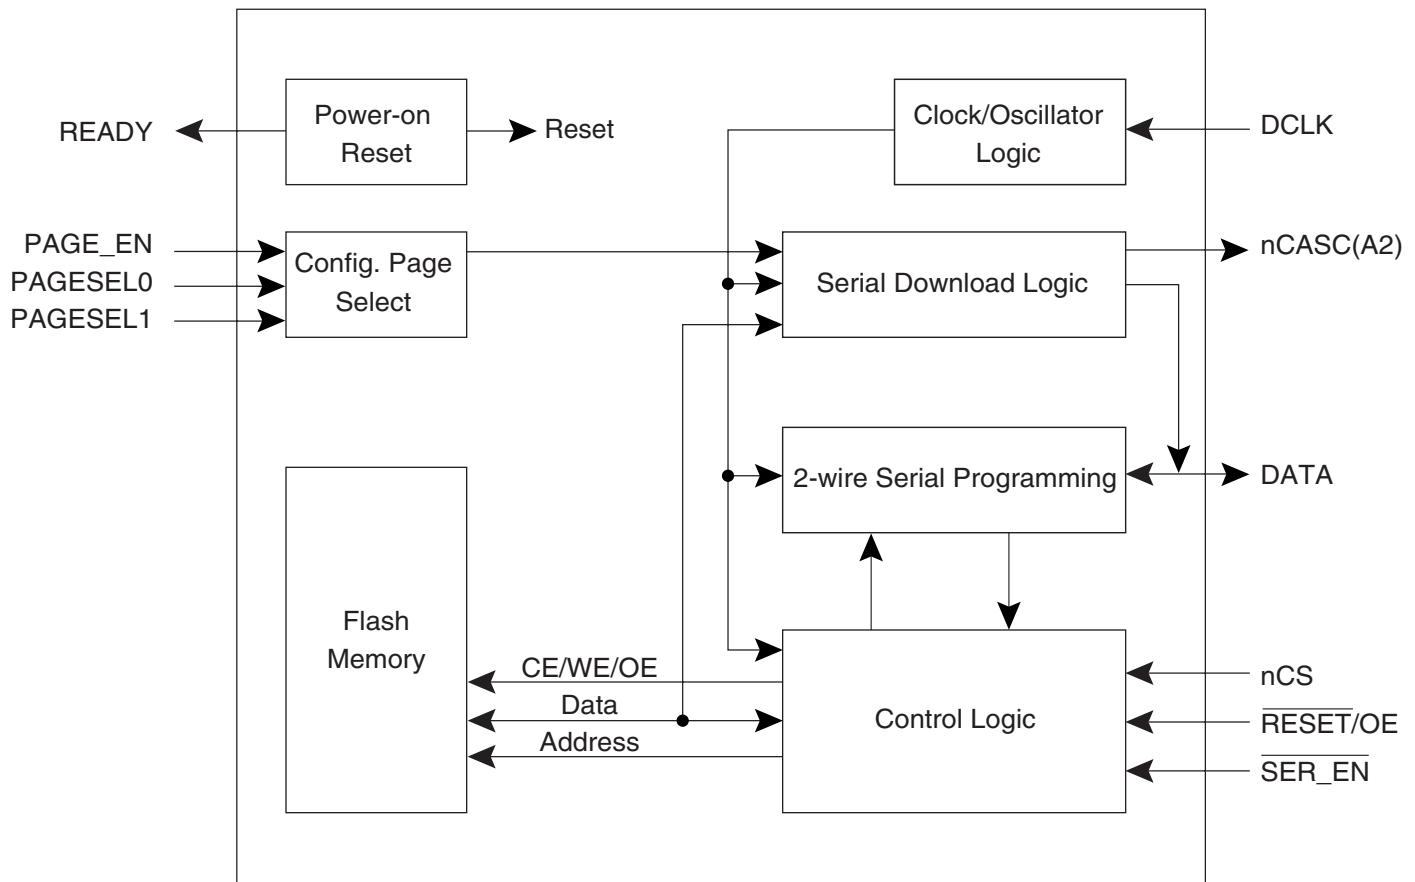 READY
Power-on
Reset
Reset
Clock/Oscillator
Logic
DCLK
PAGE_EN
PAGESEL0
PAGESEL1
Config. Page
Select
Serial Download Logic
nCASC(A2)
2-wire Serial Programming
DATA
Flash
Memory
CE/WE/OE
Data
Address
Control Logic
nCS
RESET/OE
SER_EN